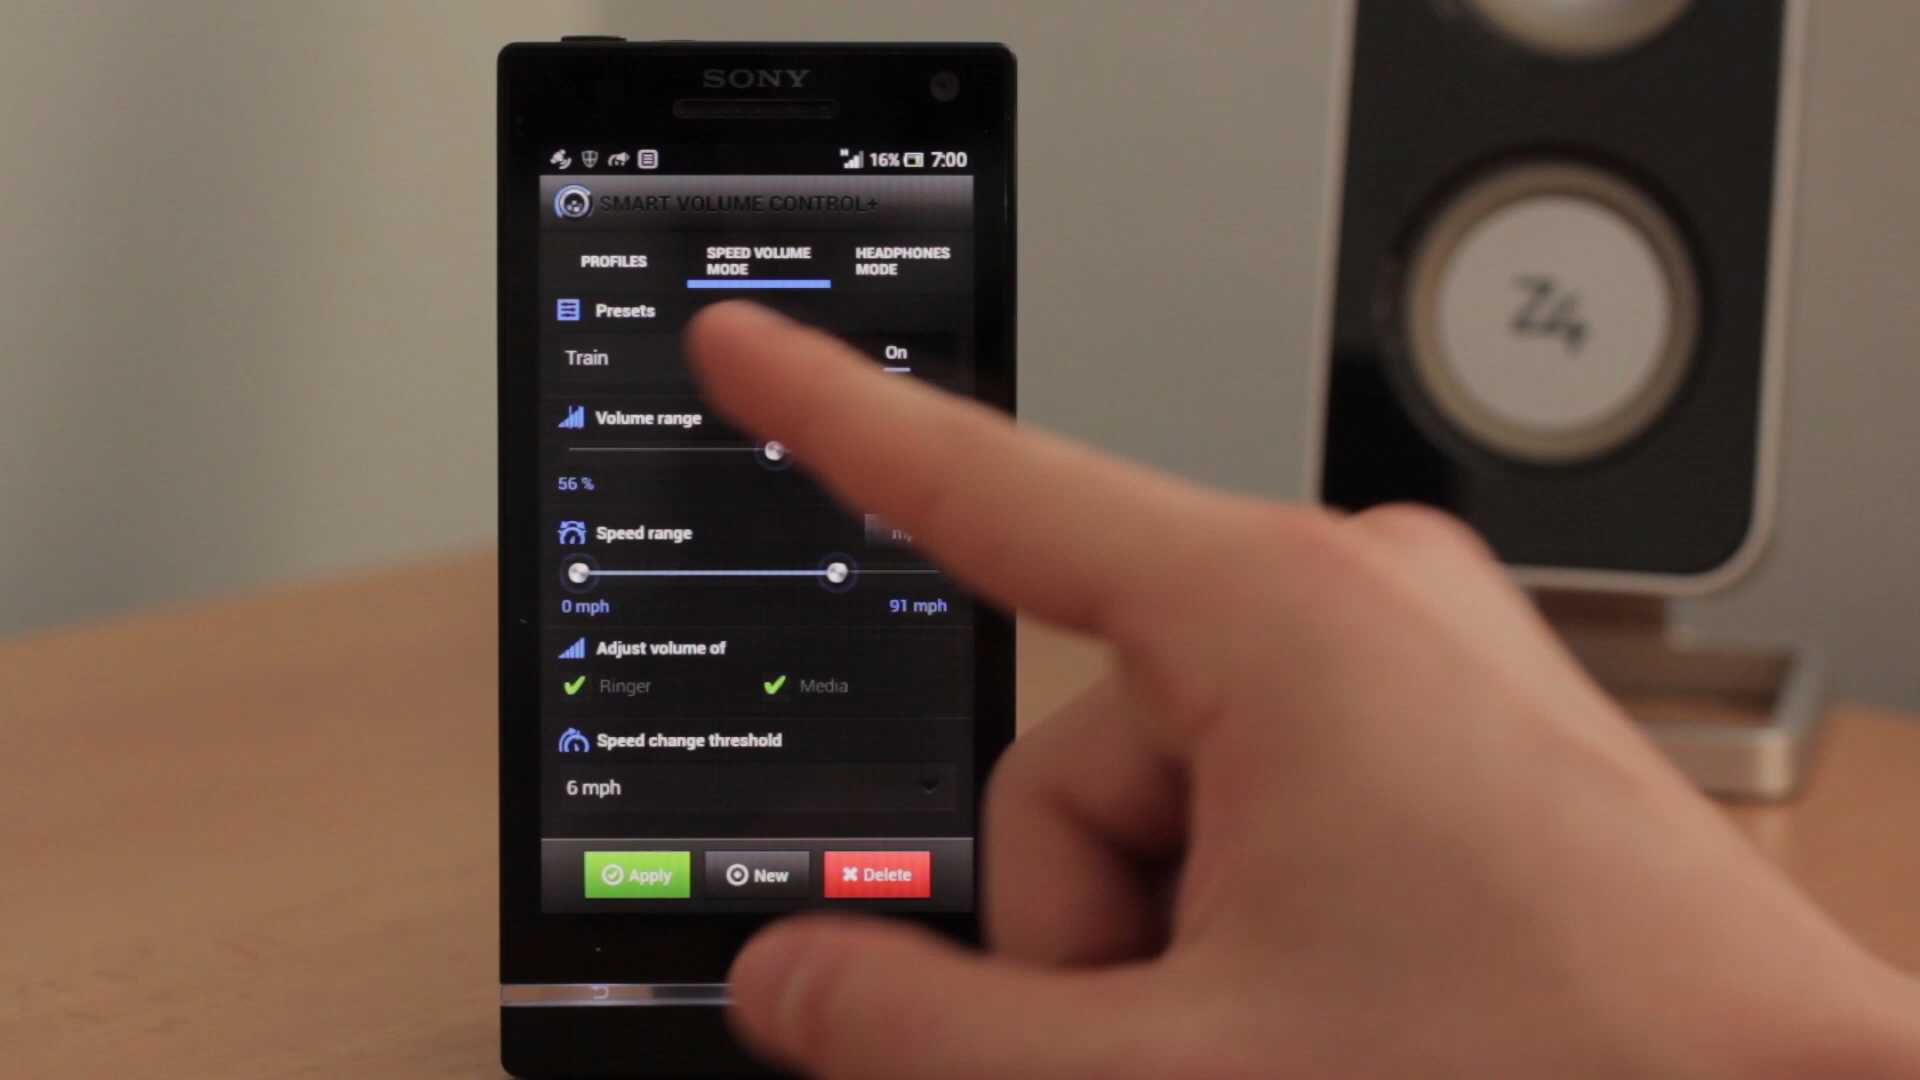 SONY
16% 7:00
SMART VOLUME CONTROL+
PROFILES
SPEED VOLUME
MODE
HEADPHONES
MODE
Presets
Train
On
Volume range
56 %
Speed range
0 mph
91 mph
Adjust volume of
Ringer
Media
Speed change threshold
6 mph
Apply
New
Delete
Z4